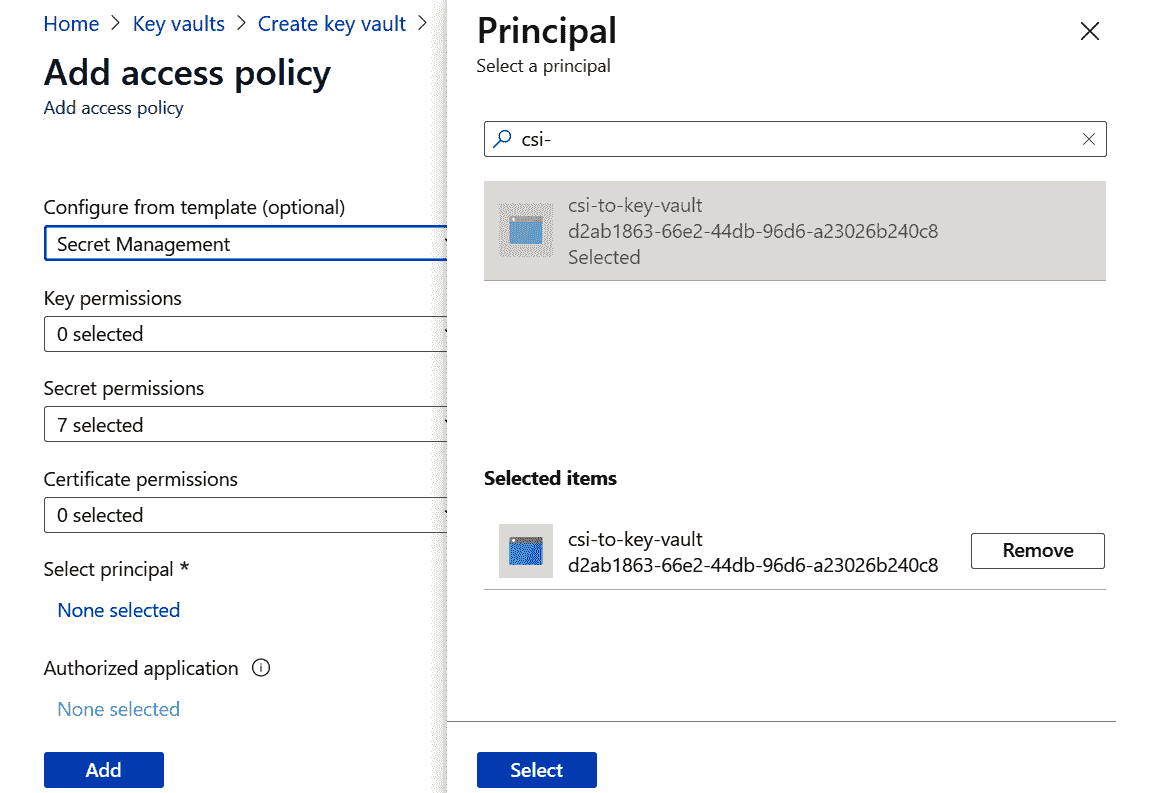 Home > Key vaults > Create key vault >
Add access policy
Add access policy
Configure from template (optional)
Secret Management
Key permissions
0 selected
Secret permissions
7 selected
Certificate permissions
0 selected
Select principal *
None selected
Authorized application
None selected
Add
Principal
Select a principal
csi-
csi-to-key-vault
d2ab1863-66e2-44db-96d6-a23026b240c8
Selected
Selected items
csi-to-key-vault
d2ab1863-66e2-44db-96d6-a23026b240c8
Remove
Select